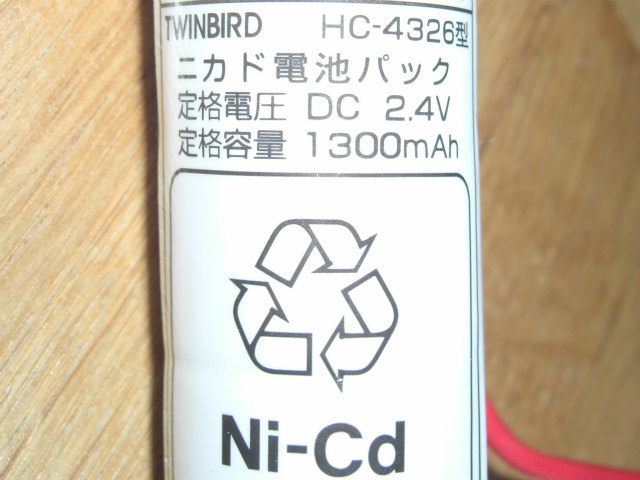 TWINBIRD HC-4326型
ニカド電池パック
定格電圧 DC 2.4V
定格容量 1300mAh
Ni-Cd